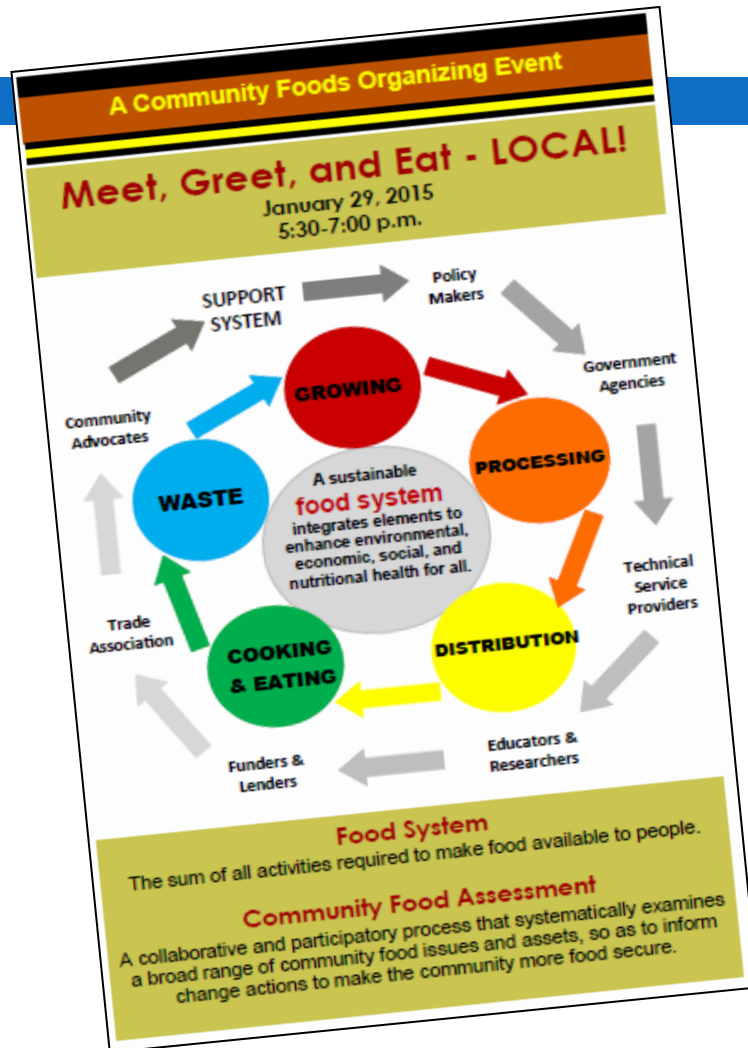 A Community Foods Organizing Event
Meet, Greet, and Eat - LOCAL!
January 29, 2015
5:30-7:00 p.m.
SUPPORT
SYSTEM
Policy
Makers
Government
Agencies
Technical
Service
Providers
Educators &
Researchers
Funders &
Lenders
Trade
Association
Community
Advocates
GROWING
PROCESSING
DISTRIBUTION
COOKING
& EATING
WASTE
A sustainable
food system
integrates elements to
enhance environmental,
economic, social, and
nutritional health for all.
Food System
The sum of all activities required to make food available to people.
Community Food Assessment
A collaborative and participatory process that systematically examines
a broad range of community food issues and assets, so as to inform
change actions to make the community more food secure.